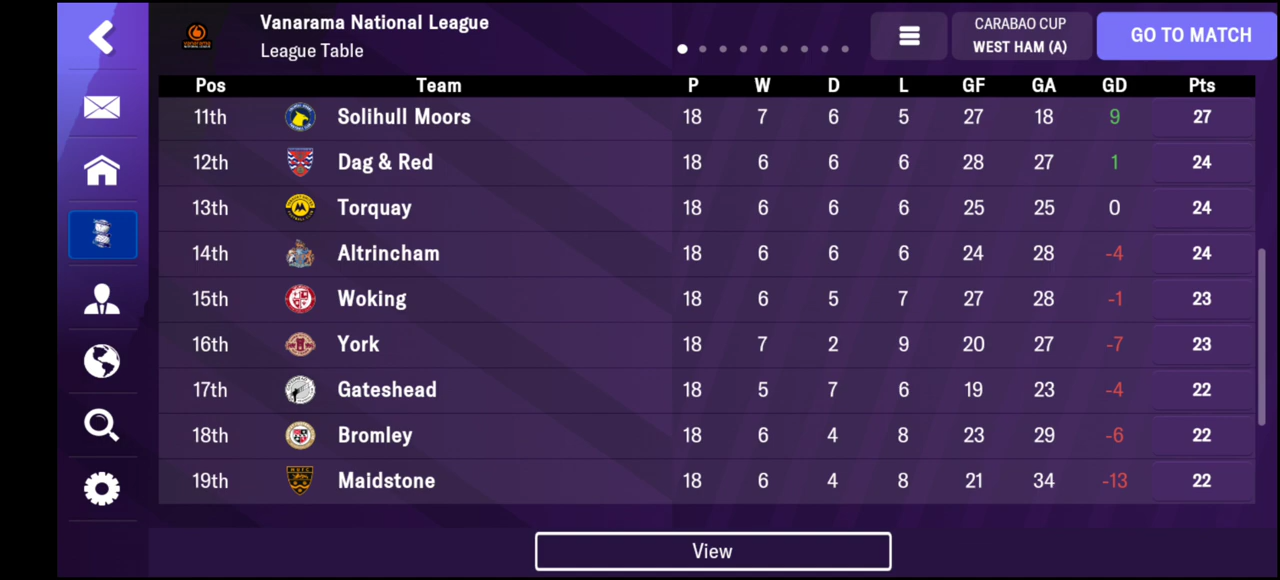 Vanarama National League
League Table
CARABAO CUP
WEST HAM (A)
GO TO MATCH
Pos Team P W D L GF GA GD Pts
11th Solihull Moors 18 7 6 5 27 18 9 27
12th Dag & Red 18 6 6 6 28 27 1 24
13th Torquay 18 6 6 6 25 25 0 24
14th Altrincham 18 6 6 6 24 28 -4 24
15th Woking 18 6 5 7 27 28 -1 23
16th York 18 7 2 9 20 27 -7 23
17th Gateshead 18 5 7 6 19 23 -4 22
18th Bromley 18 6 4 8 23 29 -6 22
19th Maidstone 18 6 4 8 21 34 -13 22
View